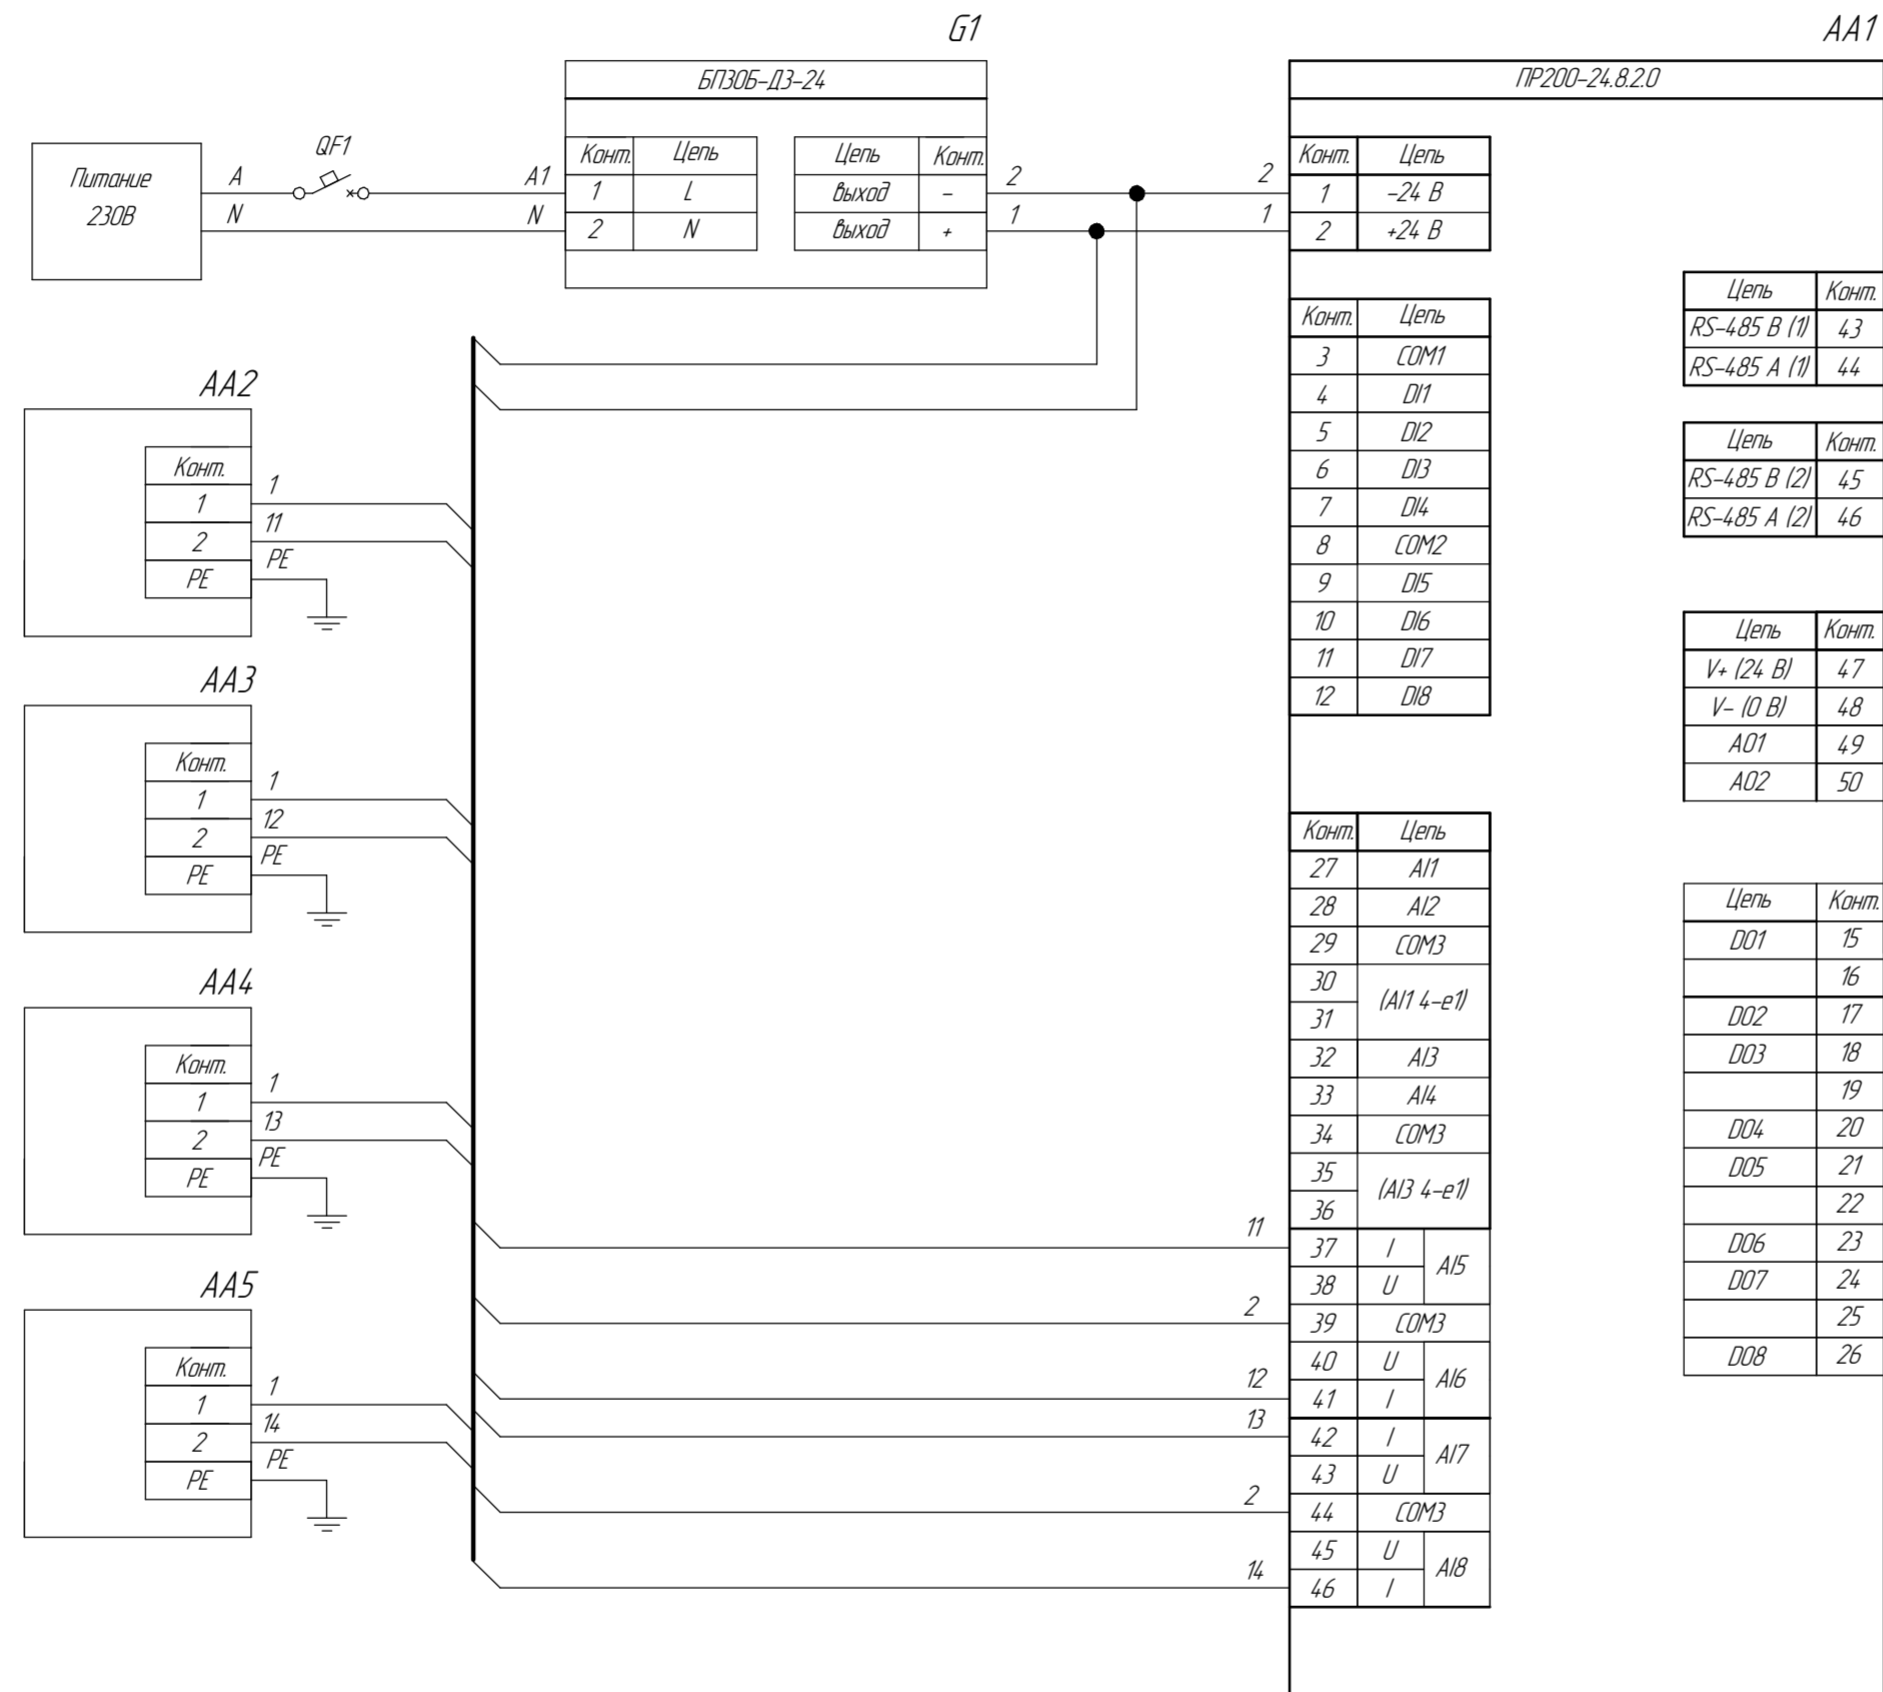 G1
AA1
БП30Б-Д3-24
ПР200-24.8.2.0
Питание
230В
A
N
QF1
A1
N
Конт. Цепь
1 L
2 N
Цепь Конт.
Выход -
Выход +
2
1
2
1
Конт. Цепь
1 -24 В
2 +24 В
Конт. Цепь
3 COM1
4 DI1
5 DI2
6 DI3
7 DI4
8 COM2
9 DI5
10 DI6
11 DI7
12 DI8
Цепь Конт.
RS-485 B (1) 43
RS-485 A (1) 44
Цепь Конт.
RS-485 B (2) 45
RS-485 A (2) 46
Цепь Конт.
V+ (24 В) 47
V- (0 В) 48
AO1 49
AO2 50
Цепь Конт.
DO1 15
16
DO2 17
DO3 18
19
DO4 20
DO5 21
22
DO6 23
DO7 24
25
DO8 26
AA2
Конт.
1 1
2 11
PE PE
AA3
Конт.
1 1
2 12
PE PE
AA4
Конт.
1 1
2 13
PE PE
AA5
Конт.
1 1
2 14
PE PE
Конт. Цепь
27 AI1
28 AI2
29 COM3
30
(AI1 4-е1)
31
32 AI3
33 AI4
34 COM3
35
(AI3 4-е1)
36
11 37 I
AI5
38 U
2 39 COM3
40 U
AI6
12 41 I
13 42 I
AI7
43 U
2 44 COM3
45 U
AI8
14 46 I